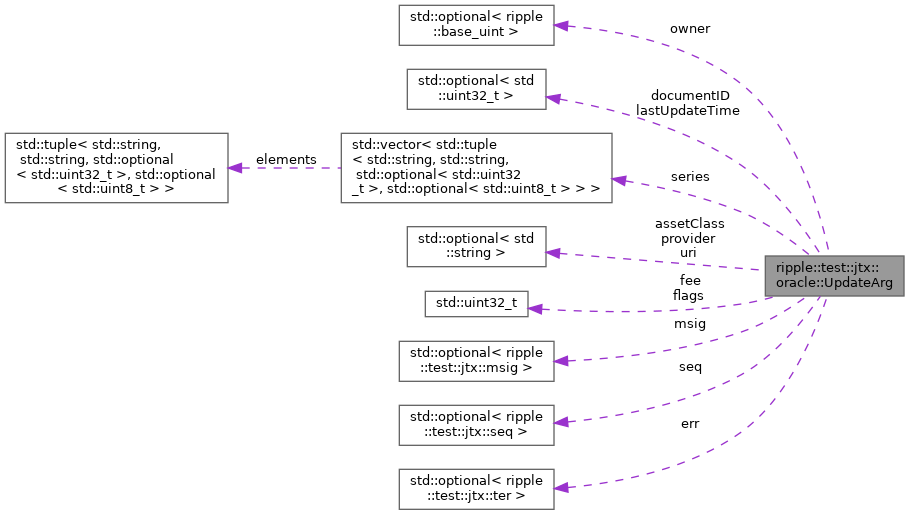 std::optional< ripple
::base_uint >
owner
std::optional< std
::uint32_t >
documentID
lastUpdateTime
std::tuple< std::string,
std::string, std::optional
< std::uint32_t >, std::optional
< std::uint8_t > >
elements
std::vector< std::tuple
< std::string, std::string,
std::optional< std::uint32
_t >, std::optional< std::uint8_t > > >
series
std::optional< std
::string >
assetClass
provider
uri
ripple::test::jtx::
oracle::UpdateArg
std::uint32_t
fee
flags
std::optional< ripple
::test::jtx::msig >
msig
std::optional< ripple
::test::jtx::seq >
seq
std::optional< ripple
::test::jtx::ter >
err